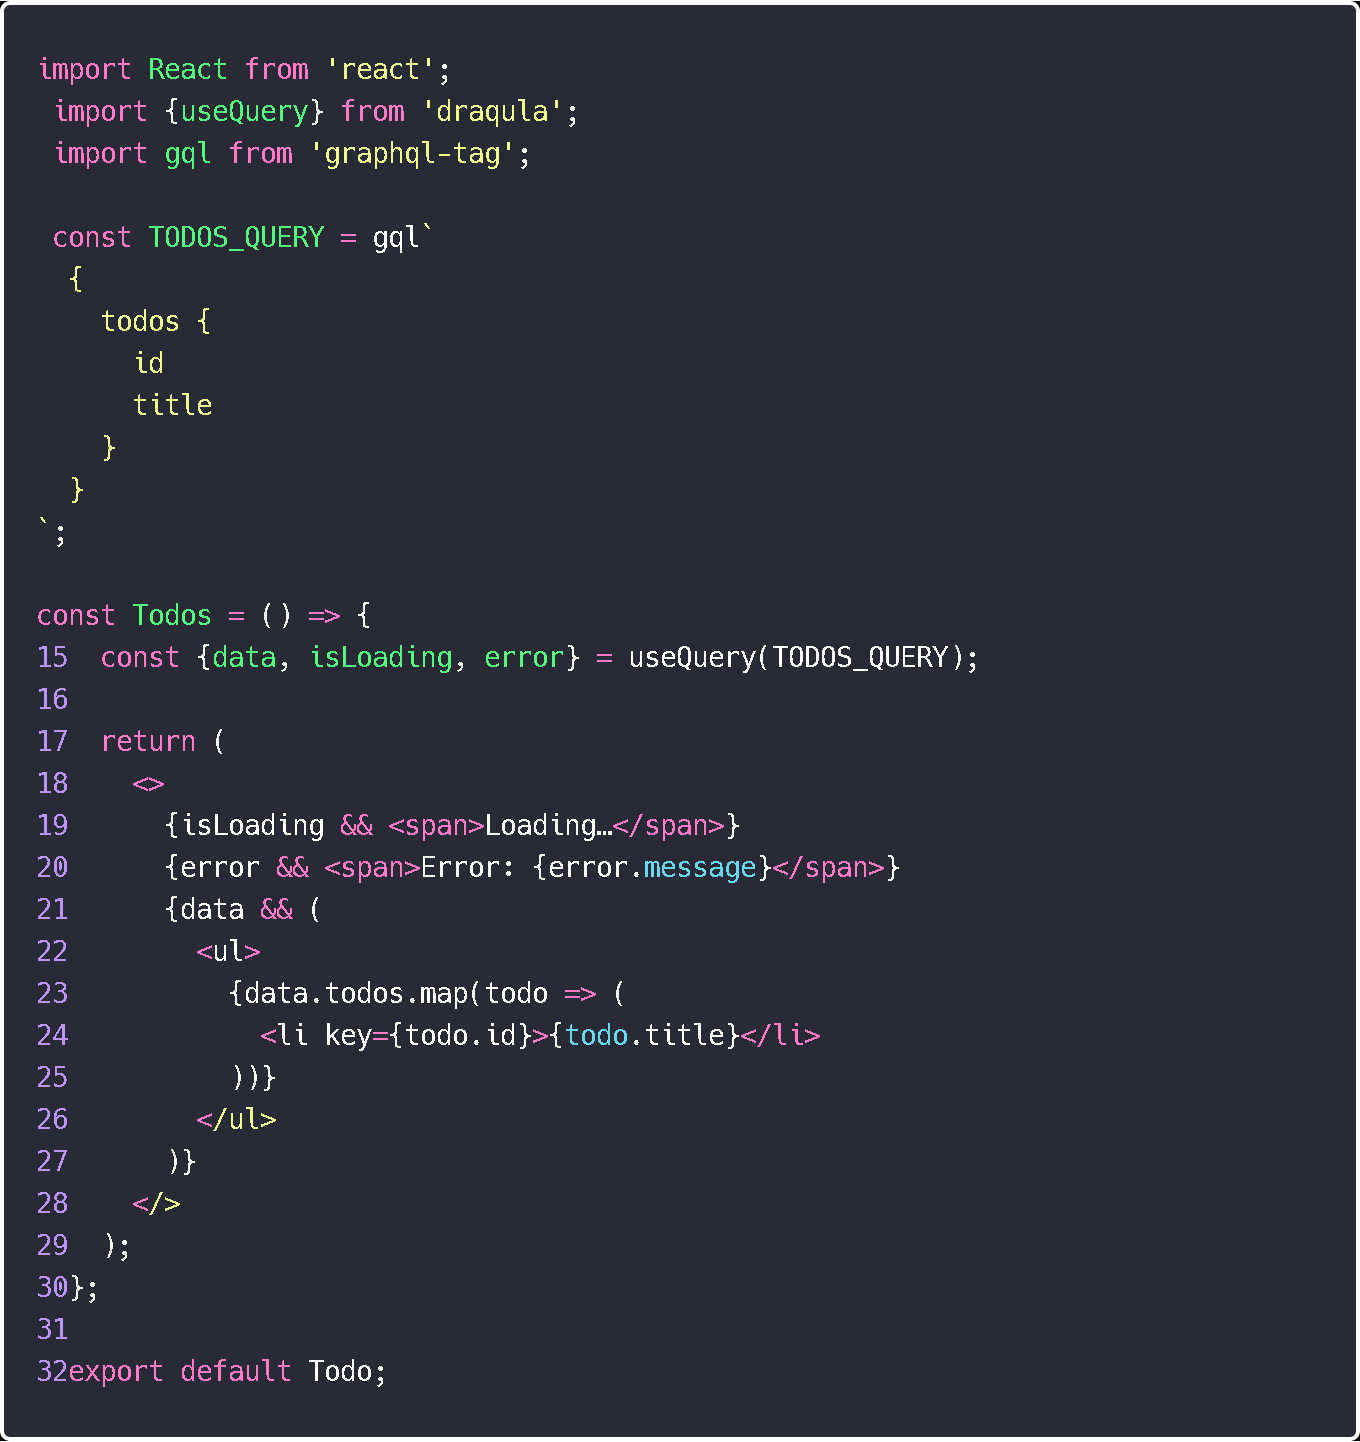 import React from 'react';
 import {useQuery} from 'draqula';
 import gql from 'graphql-tag';

 const TODOS_QUERY = gql`
  {
    todos {
      id
      title
    }
  }
`;

const Todos = () => {
15  const {data, isLoading, error} = useQuery(TODOS_QUERY);
16
17  return (
18    <>
19      {isLoading && <span>Loading…</span>}
20      {error && <span>Error: {error.message}</span>}
21      {data && (
22        <ul>
23          {data.todos.map(todo => (
24            <li key={todo.id}>{todo.title}</li>
25          ))}
26        </ul>
27      )}
28    </>
29  );
30};
31
32export default Todo;